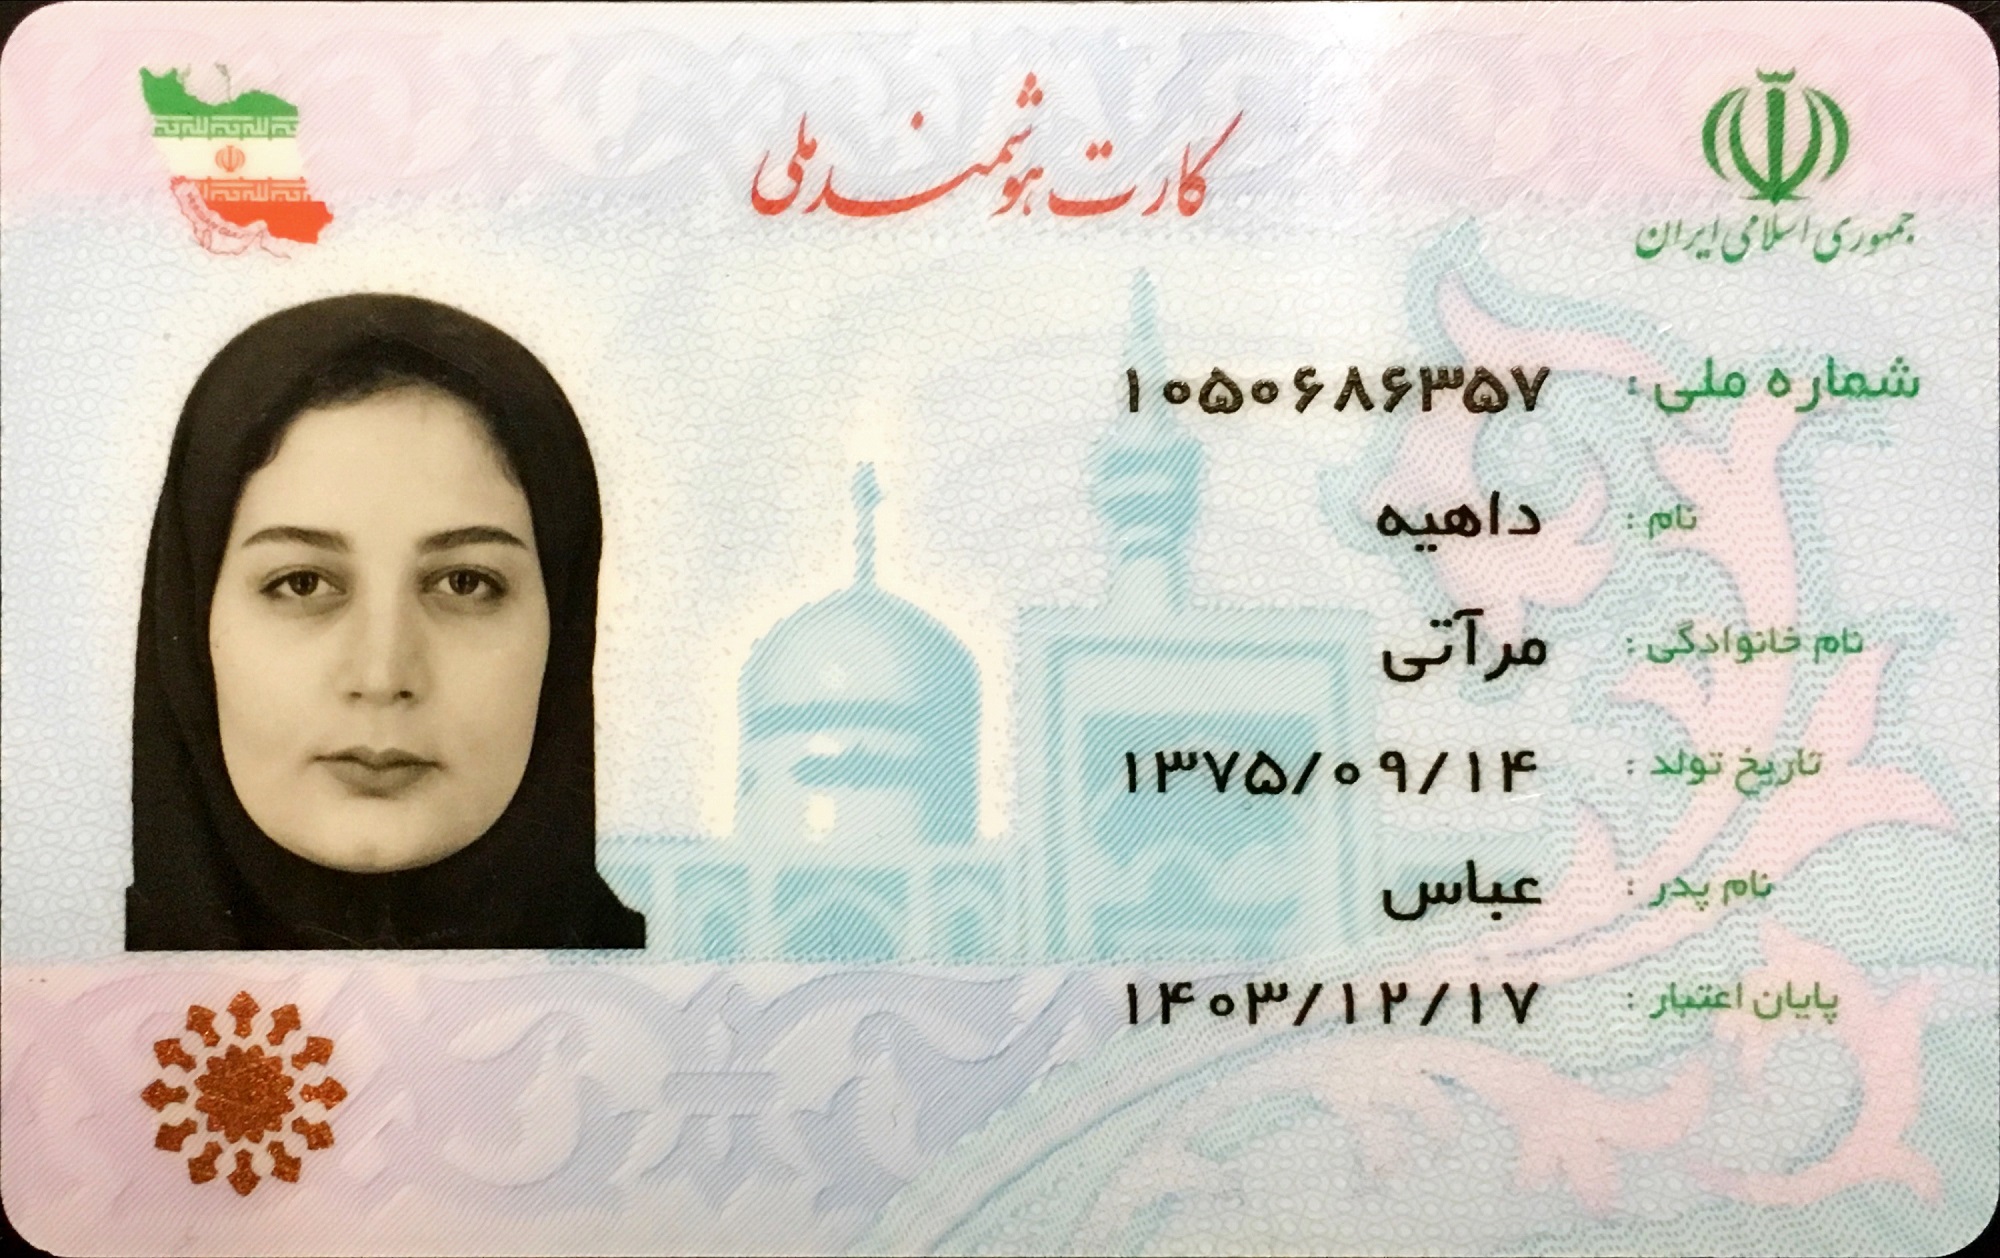 کارت هوشمند ملی
جمهوری اسلامی ایران
شماره ملی : ۱۰۵۰۶۸۶۳۵۷
نام : داهیه
نام خانوادگی : مرآتی
تاریخ تولد : ۱۳۷۵/۰۹/۱۴
نام پدر : عباس
پایان اعتبار : ۱۴۰۳/۱۲/۱۷